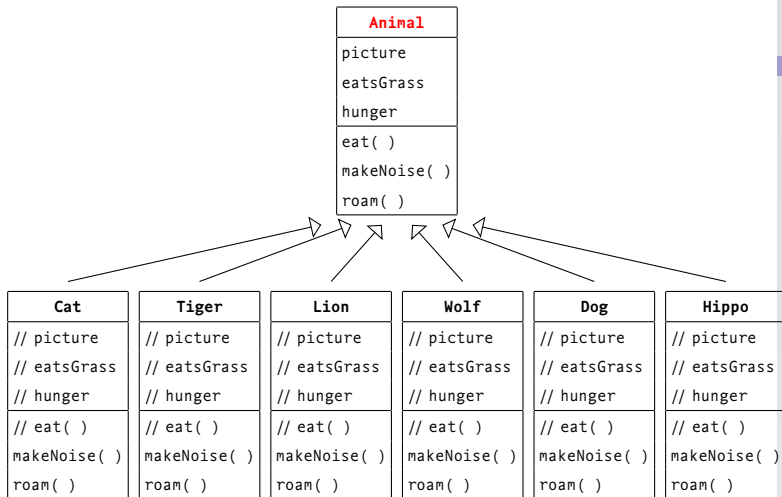 Animal
picture
eatsGrass
hunger
eat( )
makeNoise( )
roam( )
Cat
// picture
// eatsGrass
// hunger
// eat( )
makeNoise( )
roam( )
Tiger
// picture
// eatsGrass
// hunger
// eat( )
makeNoise( )
roam( )
Lion
// picture
// eatsGrass
// hunger
// eat( )
makeNoise( )
roam( )
Wolf
// picture
// eatsGrass
// hunger
// eat( )
makeNoise( )
roam( )
Dog
// picture
// eatsGrass
// hunger
// eat( )
makeNoise( )
roam( )
Hippo
// picture
// eatsGrass
// hunger
// eat( )
makeNoise( )
roam( )